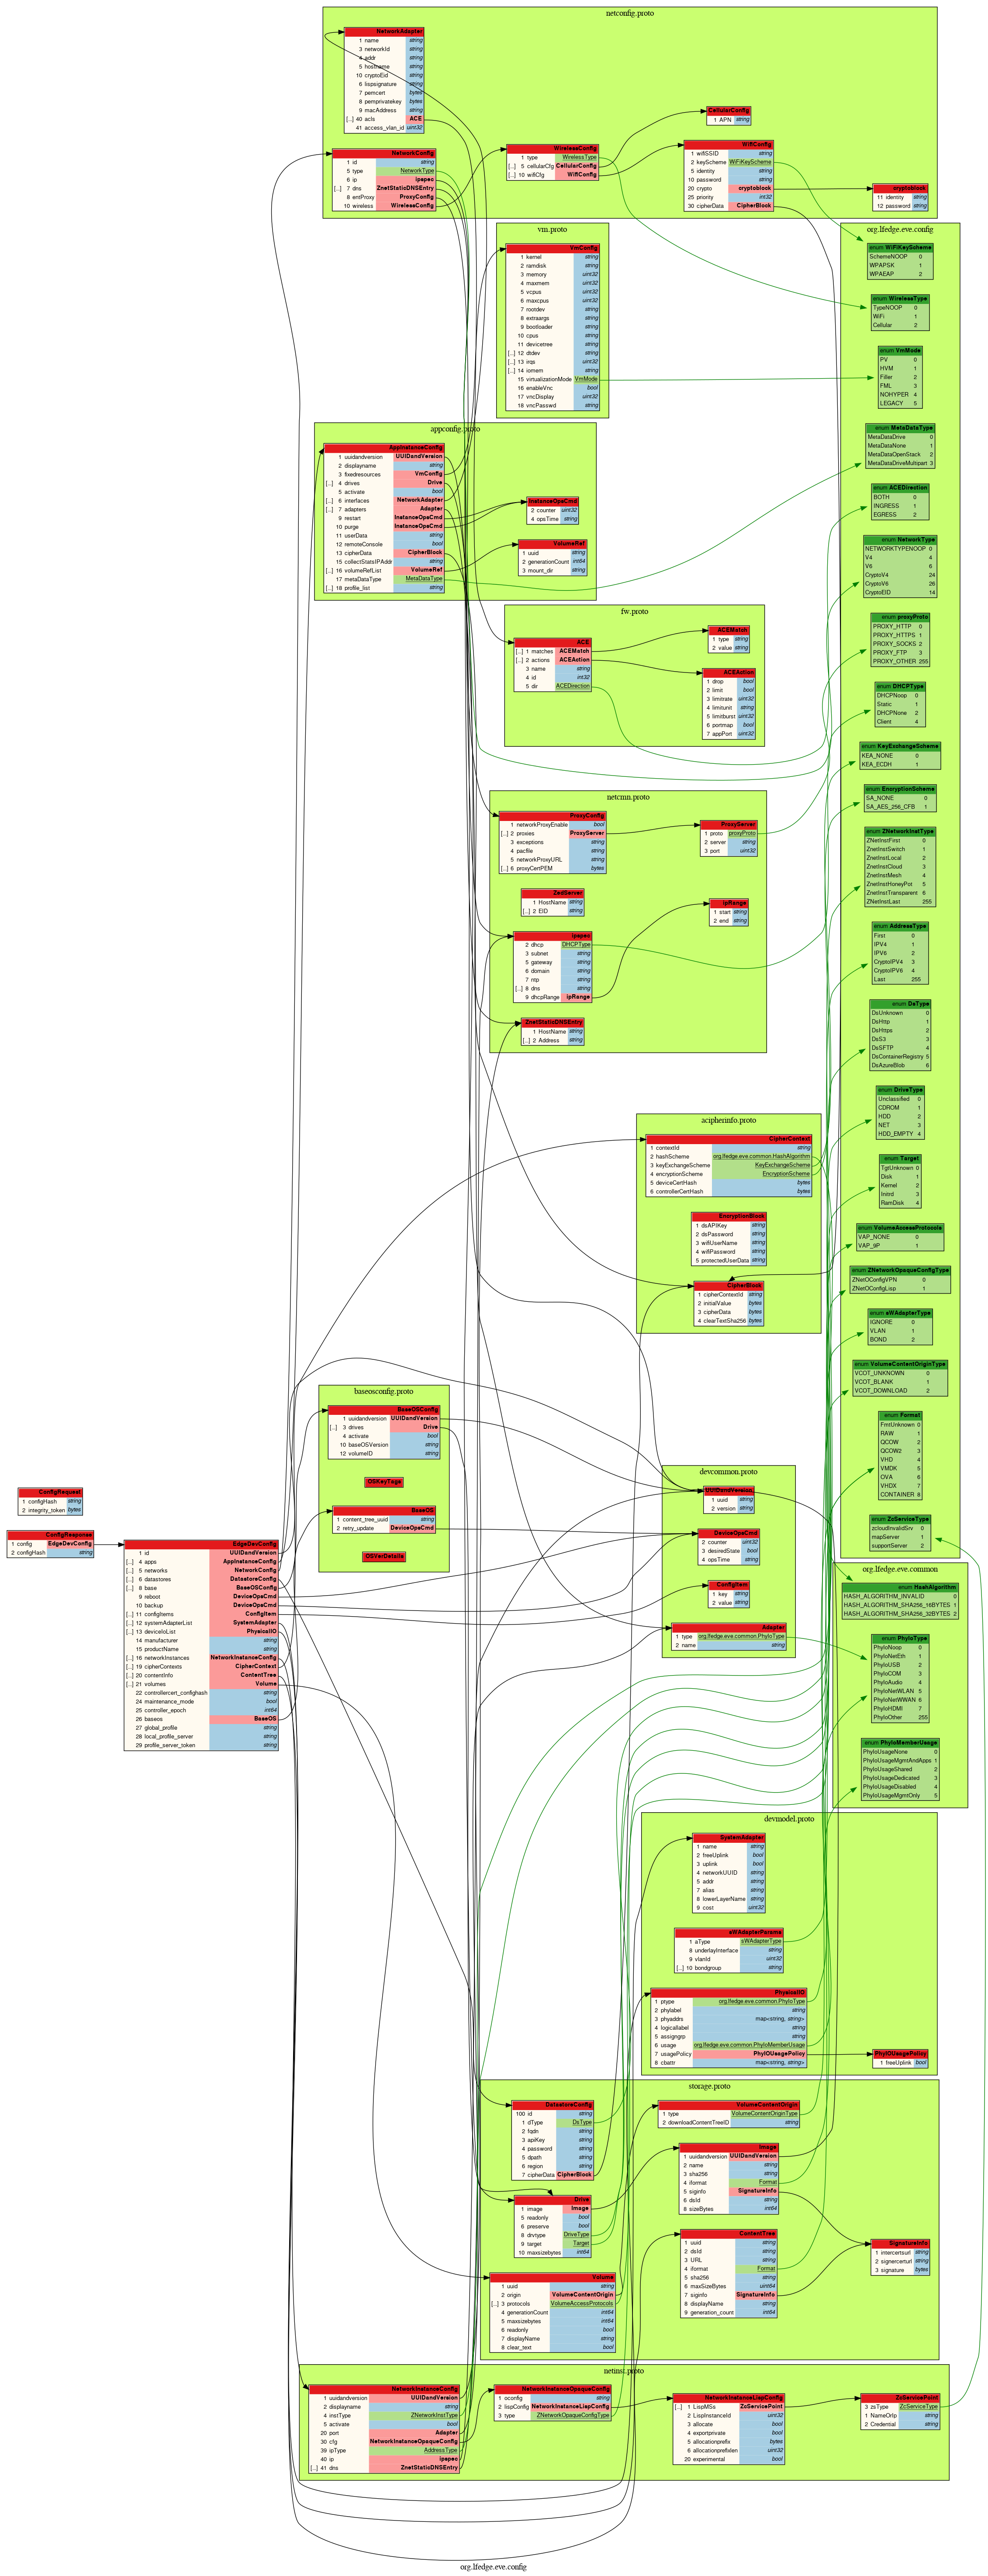 netconfig.proto
NetworkAdapter
1 name string
3 networkId string
4 addr string
5 hostname string
10 cryptoEid string
6 lispsignature string
7 pemcert bytes
8 pemprivatekey bytes
9 macAddress string
[...] 40 acls ACE
41 access_vlan_id uint32
CellularConfig
1 APN string
NetworkConfig
1 id string
5 type NetworkType
6 ip ipspec
[...] 7 dns ZnetStaticDNSEntry
8 entProxy ProxyConfig
10 wireless WirelessConfig
WirelessConfig
1 type WirelessType
[...] 5 cellularCfg CellularConfig
[...] 10 wifiCfg WifiConfig
WifiConfig
1 wifiSSID string
2 keyScheme WiFiKeyScheme
5 identity string
10 password string
20 crypto cryptoblock
25 priority int32
30 cipherData CipherBlock
cryptoblock
11 identity string
12 password string
vm.proto
VmConfig
1 kernel string
2 ramdisk string
3 memory uint32
4 maxmem uint32
5 vcpus uint32
6 maxcpus uint32
7 rootdev string
8 extraargs string
9 bootloader string
10 cpus string
11 devicetree string
[...] 12 dtdev string
[...] 13 irqs uint32
[...] 14 iomem string
15 virtualizationMode VmMode
16 enableVnc bool
17 vncDisplay uint32
18 vncPasswd string
appconfig.proto
AppInstanceConfig
1 uuidandversion UUIDandVersion
2 displayname string
3 fixedresources VmConfig
[...] 4 drives Drive
5 activate bool
[...] 6 interfaces NetworkAdapter
[...] 7 adapters Adapter
9 restart InstanceOpsCmd
10 purge InstanceOpsCmd
11 userData string
12 remoteConsole bool
13 cipherData CipherBlock
15 collectStatsIPAddr string
[...] 16 volumeRefList VolumeRef
17 metaDataType MetaDataType
[...] 18 profile_list string
InstanceOpsCmd
2 counter uint32
4 opsTime string
VolumeRef
1 uuid string
2 generationCount int64
3 mount_dir string
fw.proto
ACE
[...] 1 matches ACEMatch
[...] 2 actions ACEAction
3 name string
4 id int32
5 dir ACEDirection
ACEMatch
1 type string
2 value string
ACEAction
1 drop bool
2 limit bool
3 limitrate uint32
4 limitunit string
5 limitburst uint32
6 portmap bool
7 appPort uint32
netcmn.proto
ProxyConfig
1 networkProxyEnable bool
[...] 2 proxies ProxyServer
3 exceptions string
4 pacfile string
5 networkProxyURL string
[...] 6 proxyCertPEM bytes
ProxyServer
1 proto proxyProto
2 server string
3 port uint32
ZedServer
1 HostName string
[...] 2 EID string
ipRange
1 start string
2 end string
ipspec
2 dhcp DHCPType
3 subnet string
5 gateway string
6 domain string
7 ntp string
[...] 8 dns string
9 dhcpRange ipRange
ZnetStaticDNSEntry
1 HostName string
[...] 2 Address string
acipherinfo.proto
CipherContext
1 contextId string
2 hashScheme org.lfedge.eve.common.HashAlgorithm
3 keyExchangeScheme KeyExchangeScheme
4 encryptionScheme EncryptionScheme
5 deviceCertHash bytes
6 controllerCertHash bytes
EncryptionBlock
1 dsAPIKey string
2 dsPassword string
3 wifiUserName string
4 wifiPassword string
5 protectedUserData string
CipherBlock
1 cipherContextId string
2 initialValue bytes
3 cipherData bytes
4 clearTextSha256 bytes
baseosconfig.proto
BaseOSConfig
1 uuidandversion UUIDandVersion
[...] 3 drives Drive
4 activate bool
10 baseOSVersion string
12 volumeID string
OSKeyTags
BaseOS
1 content_tree_uuid string
2 retry_update DeviceOpsCmd
OSVerDetails
devcommon.proto
UUIDandVersion
1 uuid string
2 version string
DeviceOpsCmd
2 counter uint32
3 desiredState bool
4 opsTime string
ConfigItem
1 key string
2 value string
Adapter
1 type org.lfedge.eve.common.PhyIoType
2 name string
ConfigRequest
1 configHash string
2 integrity_token bytes
ConfigResponse
1 config EdgeDevConfig
2 configHash string
EdgeDevConfig
1 id UUIDandVersion
[...] 4 apps AppInstanceConfig
[...] 5 networks NetworkConfig
[...] 6 datastores DatastoreConfig
[...] 8 base BaseOSConfig
9 reboot DeviceOpsCmd
10 backup DeviceOpsCmd
[...] 11 configItems ConfigItem
[...] 12 systemAdapterList SystemAdapter
[...] 13 deviceIoList PhysicalIO
14 manufacturer string
15 productName string
[...] 16 networkInstances NetworkInstanceConfig
[...] 19 cipherContexts CipherContext
[...] 20 contentInfo ContentTree
[...] 21 volumes Volume
22 controllercert_confighash string
24 maintenance_mode bool
25 controller_epoch int64
26 baseos BaseOS
27 global_profile string
28 local_profile_server string
29 profile_server_token string
devmodel.proto
SystemAdapter
1 name string
2 freeUplink bool
3 uplink bool
4 networkUUID string
5 addr string
7 alias string
8 lowerLayerName string
9 cost uint32
sWAdapterParams
1 aType sWAdapterType
8 underlayInterface string
9 vlanId uint32
[...] 10 bondgroup string
PhysicalIO
1 ptype org.lfedge.eve.common.PhyIoType
2 phylabel string
3 phyaddrs map<string, string>
4 logicallabel string
5 assigngrp string
6 usage org.lfedge.eve.common.PhyIoMemberUsage
7 usagePolicy PhyIOUsagePolicy
8 cbattr map<string, string>
PhyIOUsagePolicy
1 freeUplink bool
storage.proto
DatastoreConfig
100 id string
1 dType DsType
2 fqdn string
3 apiKey string
4 password string
5 dpath string
6 region string
7 cipherData CipherBlock
VolumeContentOrigin
1 type VolumeContentOriginType
2 downloadContentTreeID string
Image
1 uuidandversion UUIDandVersion
2 name string
3 sha256 string
4 iformat Format
5 siginfo SignatureInfo
6 dsId string
8 sizeBytes int64
Drive
1 image Image
5 readonly bool
6 preserve bool
8 drvtype DriveType
9 target Target
10 maxsizebytes int64
ContentTree
1 uuid string
2 dsId string
3 URL string
4 iformat Format
5 sha256 string
6 maxSizeBytes uint64
7 siginfo SignatureInfo
8 displayName string
9 generation_count int64
SignatureInfo
1 intercertsurl string
2 signercerturl string
3 signature bytes
Volume
1 uuid string
2 origin VolumeContentOrigin
[...] 3 protocols VolumeAccessProtocols
4 generationCount int64
5 maxsizebytes int64
6 readonly bool
7 displayName string
8 clear_text bool
netinst.proto
NetworkInstanceConfig
1 uuidandversion UUIDandVersion
2 displayname string
4 instType ZNetworkInstType
5 activate bool
20 port Adapter
30 cfg NetworkInstanceOpaqueConfig
39 ipType AddressType
40 ip ipspec
[...] 41 dns ZnetStaticDNSEntry
NetworkInstanceOpaqueConfig
1 oconfig string
2 lispConfig NetworkInstanceLispConfig
3 type ZNetworkOpaqueConfigType
NetworkInstanceLispConfig
[...] 1 LispMSs ZcServicePoint
2 LispInstanceId uint32
3 allocate bool
4 exportprivate bool
5 allocationprefix bytes
6 allocationprefixlen uint32
20 experimental bool
ZcServicePoint
3 zsType ZcServiceType
1 NameOrIp string
2 Credential string
org.lfedge.eve.config
enum WiFiKeyScheme
SchemeNOOP 0
WPAPSK 1
WPAEAP 2
enum WirelessType
TypeNOOP 0
WiFi 1
Cellular 2
enum VmMode
PV 0
HVM 1
Filler 2
FML 3
NOHYPER 4
LEGACY 5
enum MetaDataType
MetaDataDrive 0
MetaDataNone 1
MetaDataOpenStack 2
MetaDataDriveMultipart 3
enum ACEDirection
BOTH 0
INGRESS 1
EGRESS 2
enum NetworkType
NETWORKTYPENOOP 0
V4 4
V6 6
CryptoV4 24
CryptoV6 26
CryptoEID 14
enum proxyProto
PROXY_HTTP 0
PROXY_HTTPS 1
PROXY_SOCKS 2
PROXY_FTP 3
PROXY_OTHER 255
enum DHCPType
DHCPNoop 0
Static 1
DHCPNone 2
Client 4
enum KeyExchangeScheme
KEA_NONE 0
KEA_ECDH 1
enum EncryptionScheme
SA_NONE 0
SA_AES_256_CFB 1
enum ZNetworkInstType
ZNetInstFirst 0
ZnetInstSwitch 1
ZnetInstLocal 2
ZnetInstCloud 3
ZnetInstMesh 4
ZnetInstHoneyPot 5
ZnetInstTransparent 6
ZNetInstLast 255
enum AddressType
First 0
IPV4 1
IPV6 2
CryptoIPV4 3
CryptoIPV6 4
Last 255
enum DsType
DsUnknown 0
DsHttp 1
DsHttps 2
DsS3 3
DsSFTP 4
DsContainerRegistry 5
DsAzureBlob 6
enum DriveType
Unclassified 0
CDROM 1
HDD 2
NET 3
HDD_EMPTY 4
enum Target
TgtUnknown 0
Disk 1
Kernel 2
Initrd 3
RamDisk 4
enum VolumeAccessProtocols
VAP_NONE 0
VAP_9P 1
enum ZNetworkOpaqueConfigType
ZNetOConfigVPN 0
ZNetOConfigLisp 1
enum sWAdapterType
IGNORE 0
VLAN 1
BOND 2
enum VolumeContentOriginType
VCOT_UNKNOWN 0
VCOT_BLANK 1
VCOT_DOWNLOAD 2
enum Format
FmtUnknown 0
RAW 1
QCOW 2
QCOW2 3
VHD 4
VMDK 5
OVA 6
VHDX 7
CONTAINER 8
enum ZcServiceType
zcloudInvalidSrv 0
mapServer 1
supportServer 2
org.lfedge.eve.common
enum HashAlgorithm
HASH_ALGORITHM_INVALID 0
HASH_ALGORITHM_SHA256_16BYTES 1
HASH_ALGORITHM_SHA256_32BYTES 2
enum PhyIoType
PhyIoNoop 0
PhyIoNetEth 1
PhyIoUSB 2
PhyIoCOM 3
PhyIoAudio 4
PhyIoNetWLAN 5
PhyIoNetWWAN 6
PhyIoHDMI 7
PhyIoOther 255
enum PhyIoMemberUsage
PhyIoUsageNone 0
PhyIoUsageMgmtAndApps 1
PhyIoUsageShared 2
PhyIoUsageDedicated 3
PhyIoUsageDisabled 4
PhyIoUsageMgmtOnly 5
org.lfedge.eve.config